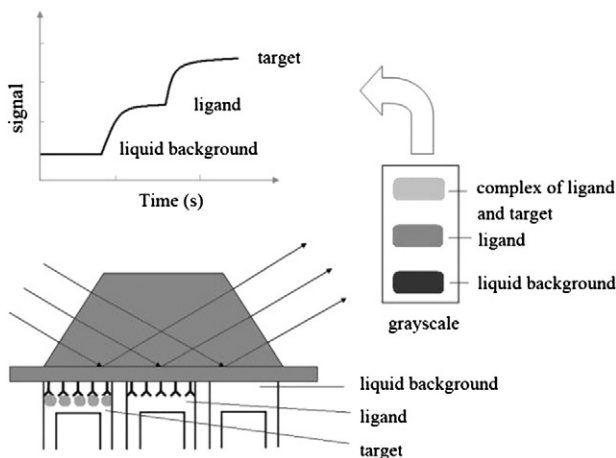 signal
target
ligand
liquid background
Time (s)
complex of ligand
and target
ligand
liquid background
grayscale
liquid background
ligand
target